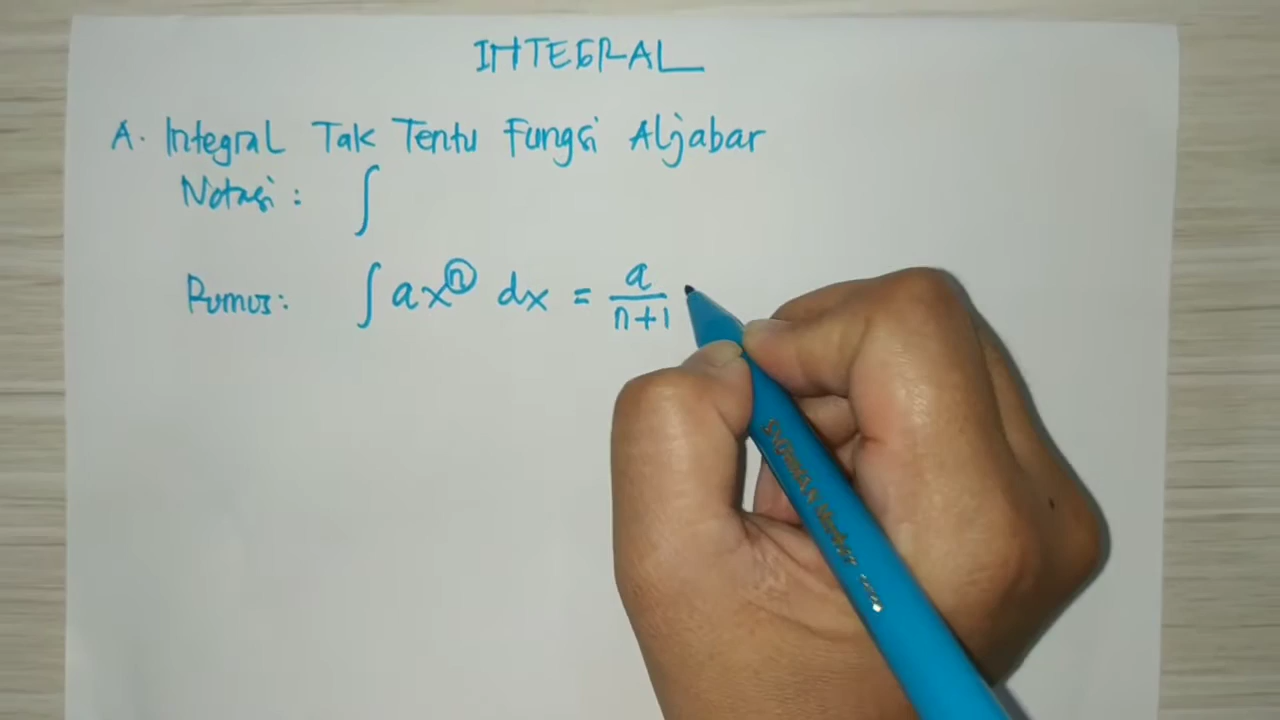 INTEGRAL
A. Integral Tak Tentu Fungsi Aljabar
Notasi : ∫
Rumus: ∫ axⁿ dx = a/(n+1)